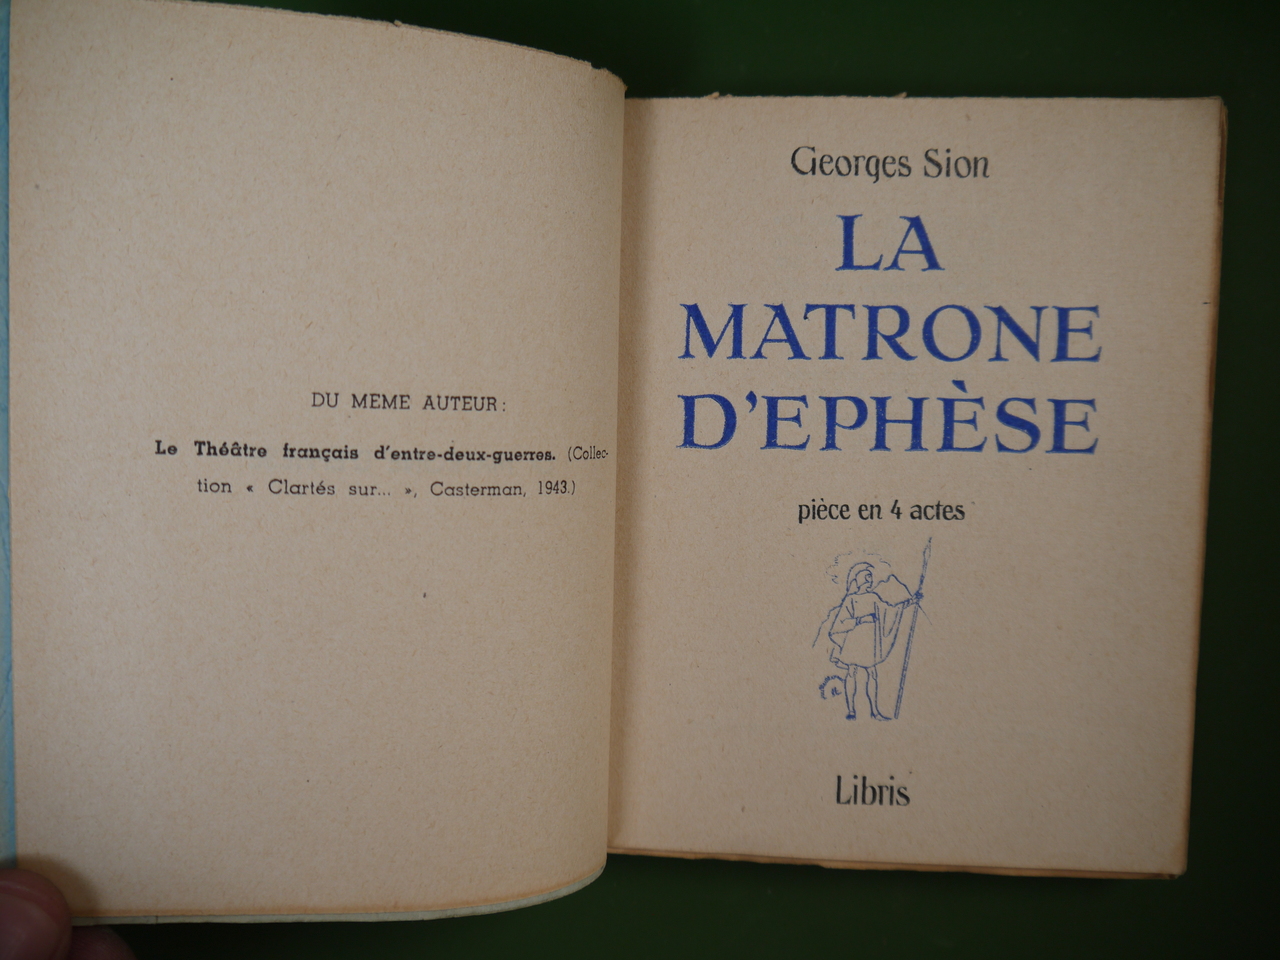 DU MEME AUTEUR :
Le Théâtre français d'entre-deux-guerres. (Collec-
tion « Clartés sur... », Casterman, 1943.)
Georges Sion
LA
MATRONE
D'EPHÈSE
pièce en 4 actes
Libris